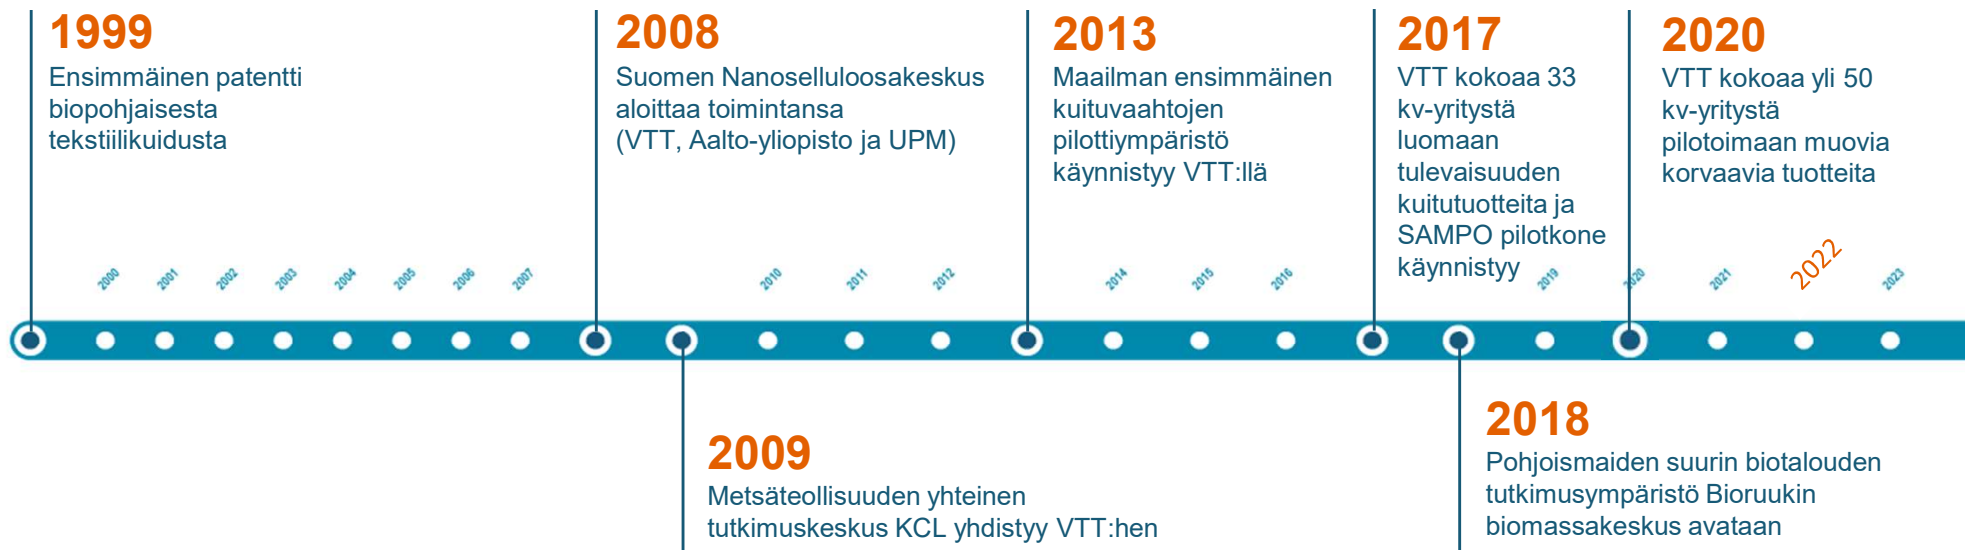 1999
Ensimmäinen patentti
biopohjaisesta
tekstiilikuidusta
2008
Suomen Nanoselluloosakeskus
aloittaa toimintansa
(VTT, Aalto-yliopisto ja UPM)
2013
Maailman ensimmäinen
kuituvaahtojen
pilottiympäristö
käynnistyy VTT:llä
2017
VTT kokoaa 33
kv-yritystä
luomaan
tulevaisuuden
kuitutuotteita ja
SAMPO pilotkone
käynnistyy
2020
VTT kokoaa yli 50
kv-yritystä
pilotoimaan muovia
korvaavia tuotteita
2000
2001
2002
2003
2004
2005
2006
2007
2010
2011
2012
2014
2015
2016
2019
2020
2021
2022
2023
2009
Metsäteollisuuden yhteinen
tutkimuskeskus KCL yhdistyy VTT:hen
2018
Pohjoismaiden suurin biotalouden
tutkimusympäristö Bioruukin
biomassakeskus avataan